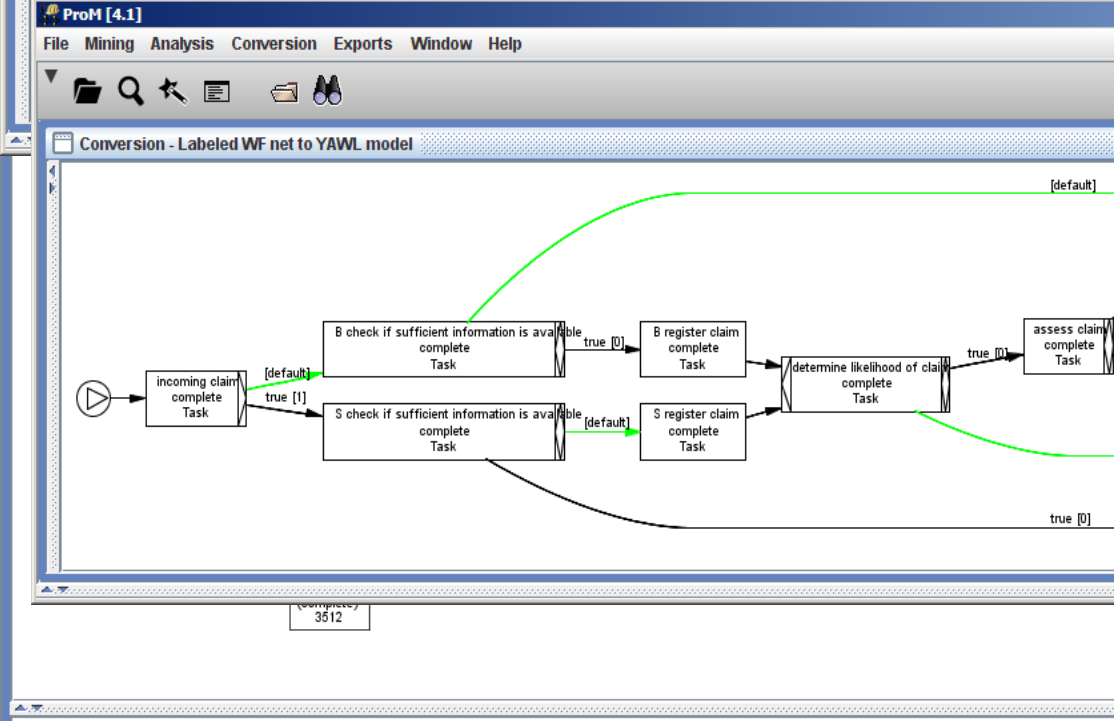 ProM [4.1]
File Mining Analysis Conversion Exports Window Help
Conversion - Labeled WF net to YAWL model
[default]
B check if sufficient information is available
complete
Task
true [0]
B register claim
complete
Task
assess claim
complete
Task
true [0]
[default]
incoming claim
complete
Task
true [1]
determine likelihood of claim
complete
Task
S check if sufficient information is available
complete
Task
[default]
S register claim
complete
Task
true [0]
(complete)
3512